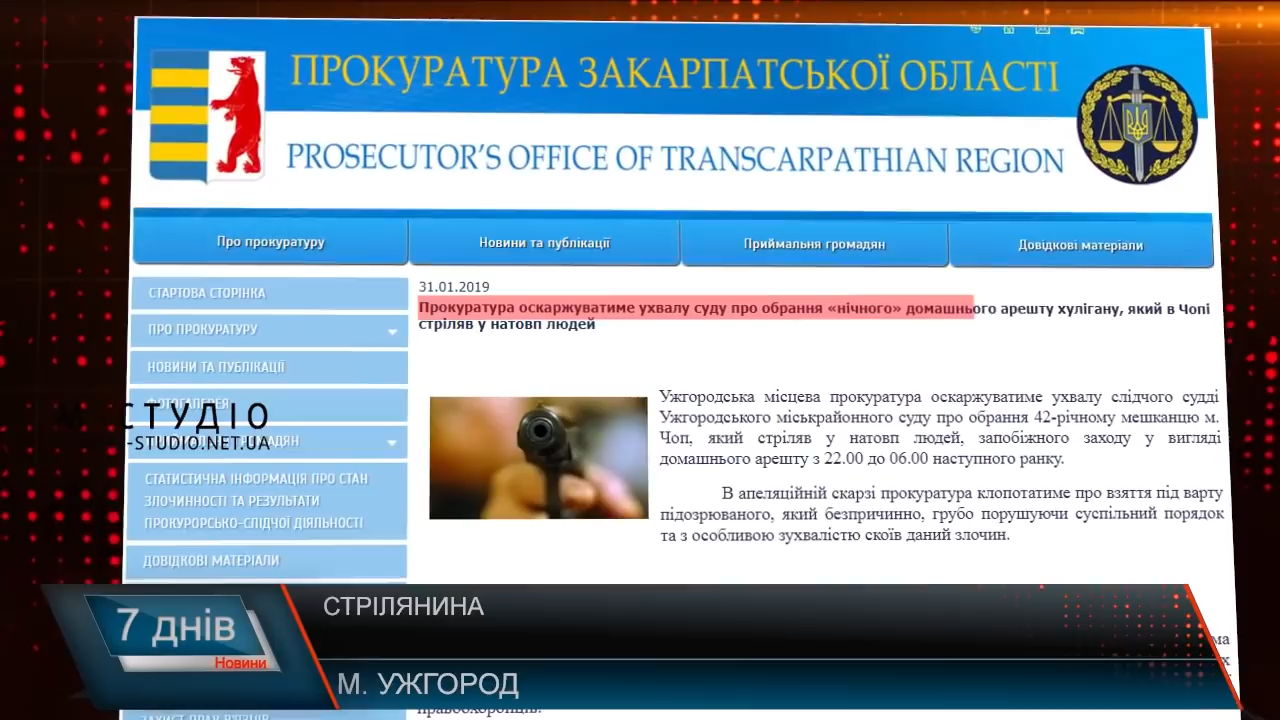 ПРОКУРАТУРА ЗАКАРПАТСЬКОЇ ОБЛАСТІ
PROSECUTOR'S OFFICE OF TRANSCARPATHIAN REGION
Про прокуратуру
Новини та публікації
Приймальня громадян
Довідкові матеріали
СТАРТОВА СТОРІНКА
ПРО ПРОКУРАТУРУ
НОВИНИ ТА ПУБЛІКАЦІЇ
ФОТОГАЛЕРЕЯ
СТУДІО
-STUDIO.NET.UA
СТАТИСТИЧНА ІНФОРМАЦІЯ ПРО СТАН
ЗЛОЧИННОСТІ ТА РЕЗУЛЬТАТИ
ПРОКУРОРСЬКО-СЛІДЧОЇ ДІЯЛЬНОСТІ
ДОВІДКОВІ МАТЕРІАЛИ
31.01.2019
Прокуратура оскаржуватиме ухвалу суду про обрання «нічного» домашнього арешту хулігану, який в Чопі
стріляв у натовп людей
Ужгородська місцева прокуратура оскаржуватиме ухвалу слідчого судді
Ужгородського міськрайонного суду про обрання 42-річному мешканцю м.
Чоп, який стріляв у натовп людей, запобіжного заходу у вигляді
домашнього арешту з 22.00 до 06.00 наступного ранку.
В апеляційній скарзі прокуратура клопотатиме про взяття під варту
підозрюваного, який безпричинно, грубо порушуючи суспільний порядок
та з особливою зухвалістю скоїв даний злочин.
7 днів
Новини
СТРІЛЯНИНА
М. УЖГОРОД